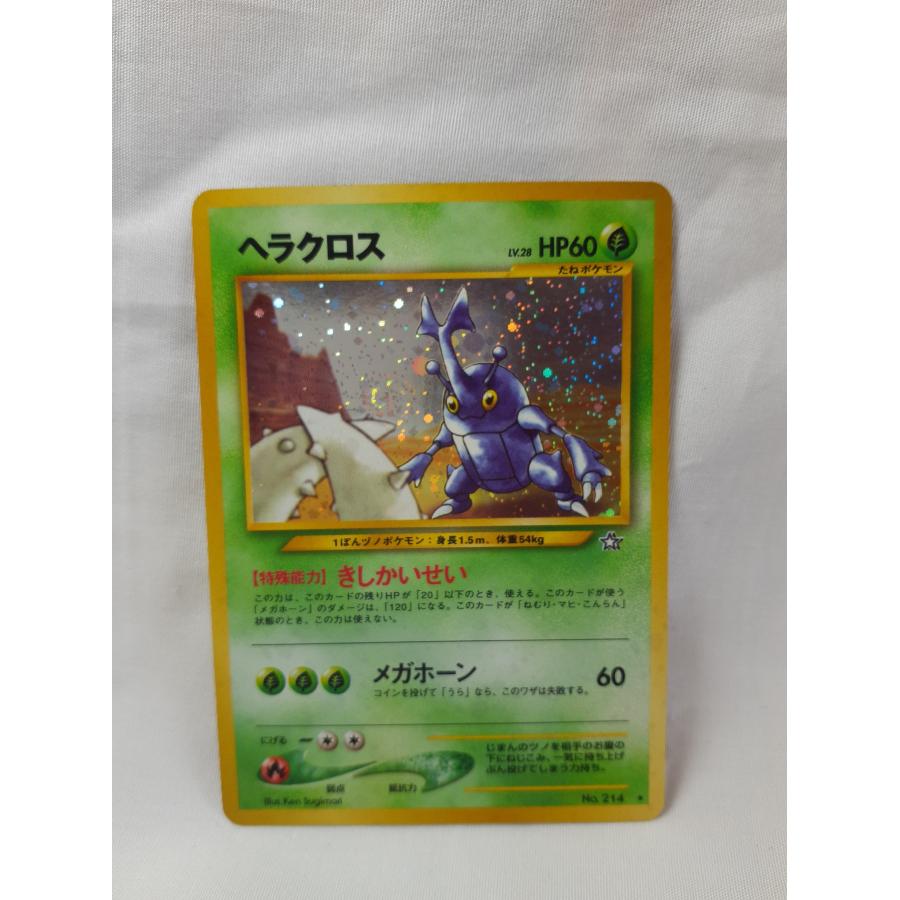 ヘラクロス LV.28 HP60
たねポケモン
1ぽんヅノポケモン：身長1.5m、体重54kg
【特殊能力】きしかいせい
この力は、このカードの残りHPが「20」以下のとき、使える。このカードが使う
「メガホーン」のダメージは、「120」になる。このカードが「ねむり・マヒ・こんらん」
状態のとき、この力は使えない。
メガホーン 60
コインを投げて「うら」なら、このワザは失敗する。
にげる
弱点 抵抗力
じまんのツノを相手のお腹の
下にねじこみ、一気に持ち上げ
ぶん投げてしまう力持ち。
Illus. Ken Sugimori No. 214